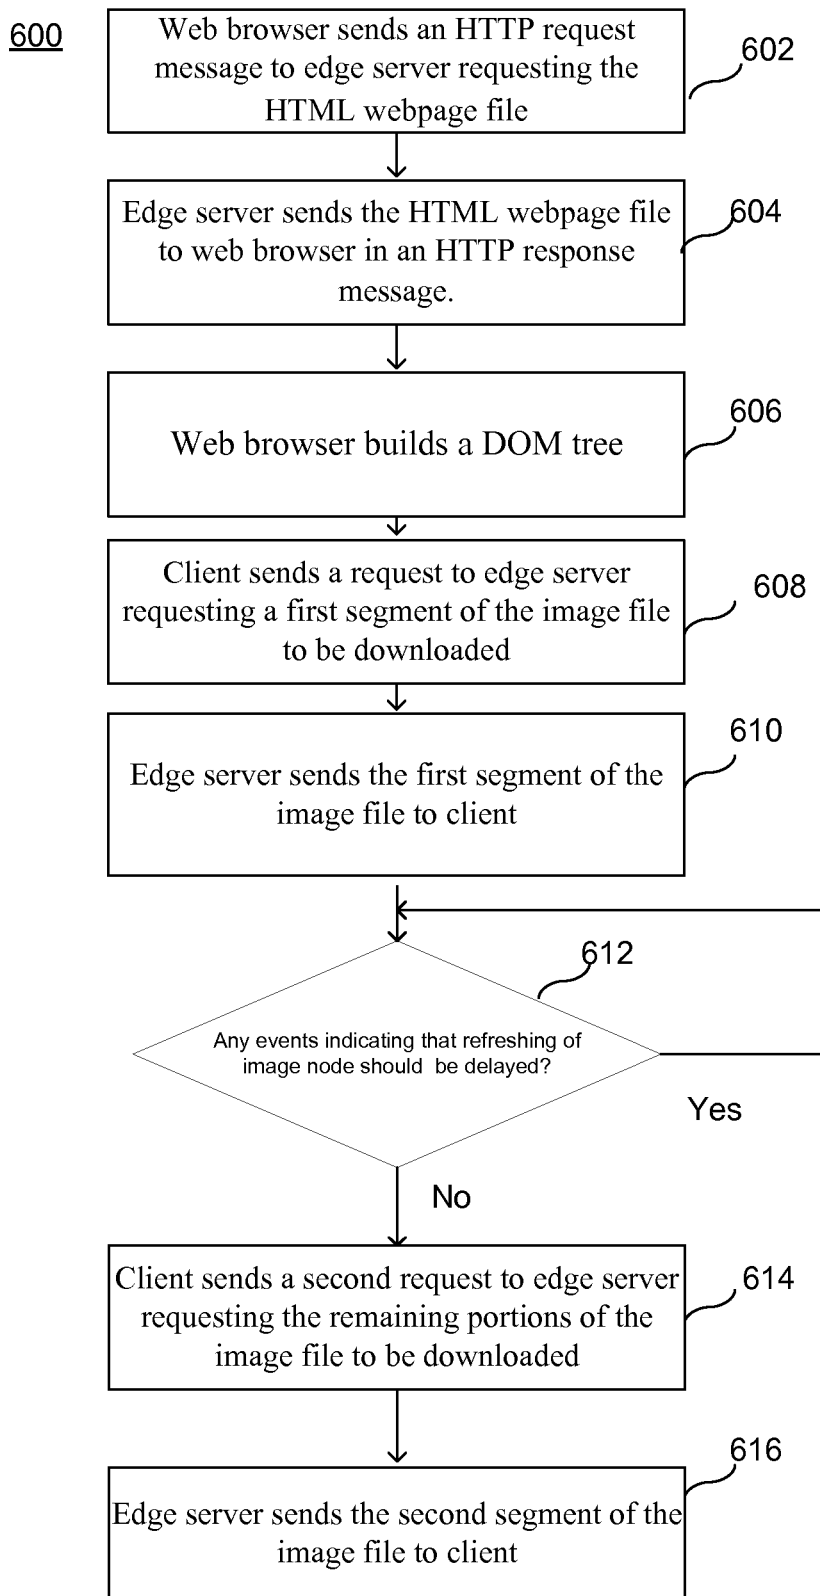 600
Web browser sends an HTTP request
message to edge server requesting the
HTML webpage file
602
Edge server sends the HTML webpage file
to web browser in an HTTP response
message.
604
Web browser builds a DOM tree
606
Client sends a request to edge server
requesting a first segment of the image file
to be downloaded
608
Edge server sends the first segment of the
image file to client
610
Any events indicating that refreshing of
image node should be delayed?
612
Yes
No
Client sends a second request to edge server
requesting the remaining portions of the
image file to be downloaded
614
Edge server sends the second segment of the
image file to client
616